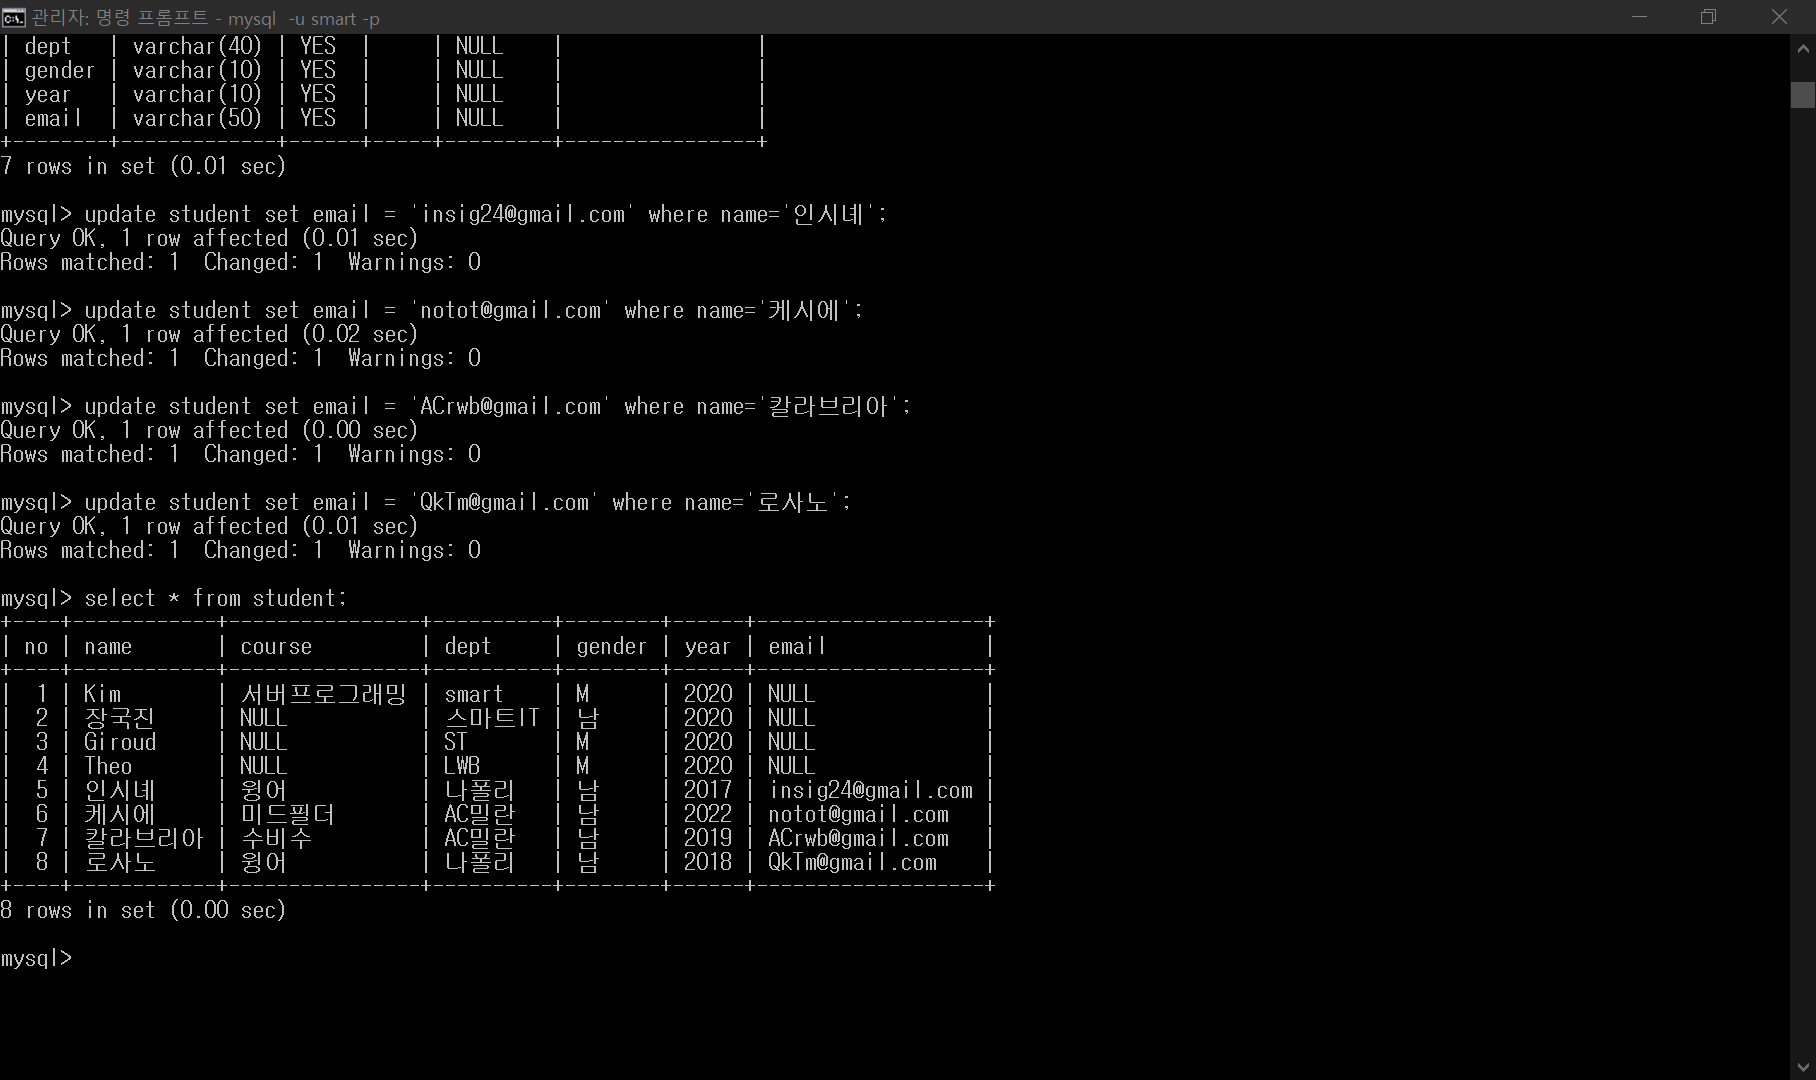 관리자: 명령 프롬프트 - mysql  -u smart -p
| dept   | varchar(40) | YES  |     | NULL    |                |
| gender | varchar(10) | YES  |     | NULL    |                |
| year   | varchar(10) | YES  |     | NULL    |                |
| email  | varchar(50) | YES  |     | NULL    |                |
+--------+-------------+------+-----+---------+----------------+
7 rows in set (0.01 sec)
mysql> update student set email = 'insig24@gmail.com' where name='인시녜';
Query OK, 1 row affected (0.01 sec)
Rows matched: 1  Changed: 1  Warnings: 0
mysql> update student set email = 'notot@gmail.com' where name='케시에';
Query OK, 1 row affected (0.02 sec)
Rows matched: 1  Changed: 1  Warnings: 0
mysql> update student set email = 'ACrwb@gmail.com' where name='칼라브리아';
Query OK, 1 row affected (0.00 sec)
Rows matched: 1  Changed: 1  Warnings: 0
mysql> update student set email = 'QkTm@gmail.com' where name='로사노';
Query OK, 1 row affected (0.01 sec)
Rows matched: 1  Changed: 1  Warnings: 0
mysql> select * from student;
+----+------------+----------------+----------+--------+------+-------------------+
| no | name       | course         | dept     | gender | year | email             |
+----+------------+----------------+----------+--------+------+-------------------+
|  1 | Kim        | 서버프로그래밍 | smart    | M      | 2020 | NULL              |
|  2 | 장국진     | NULL           | 스마트IT | 남     | 2020 | NULL              |
|  3 | Giroud     | NULL           | ST       | M      | 2020 | NULL              |
|  4 | Theo       | NULL           | LWB      | M      | 2020 | NULL              |
|  5 | 인시녜     | 윙어           | 나폴리   | 남     | 2017 | insig24@gmail.com |
|  6 | 케시에     | 미드필더       | AC밀란   | 남     | 2022 | notot@gmail.com   |
|  7 | 칼라브리아 | 수비수         | AC밀란   | 남     | 2019 | ACrwb@gmail.com   |
|  8 | 로사노     | 윙어           | 나폴리   | 남     | 2018 | QkTm@gmail.com    |
+----+------------+----------------+----------+--------+------+-------------------+
8 rows in set (0.00 sec)
mysql>